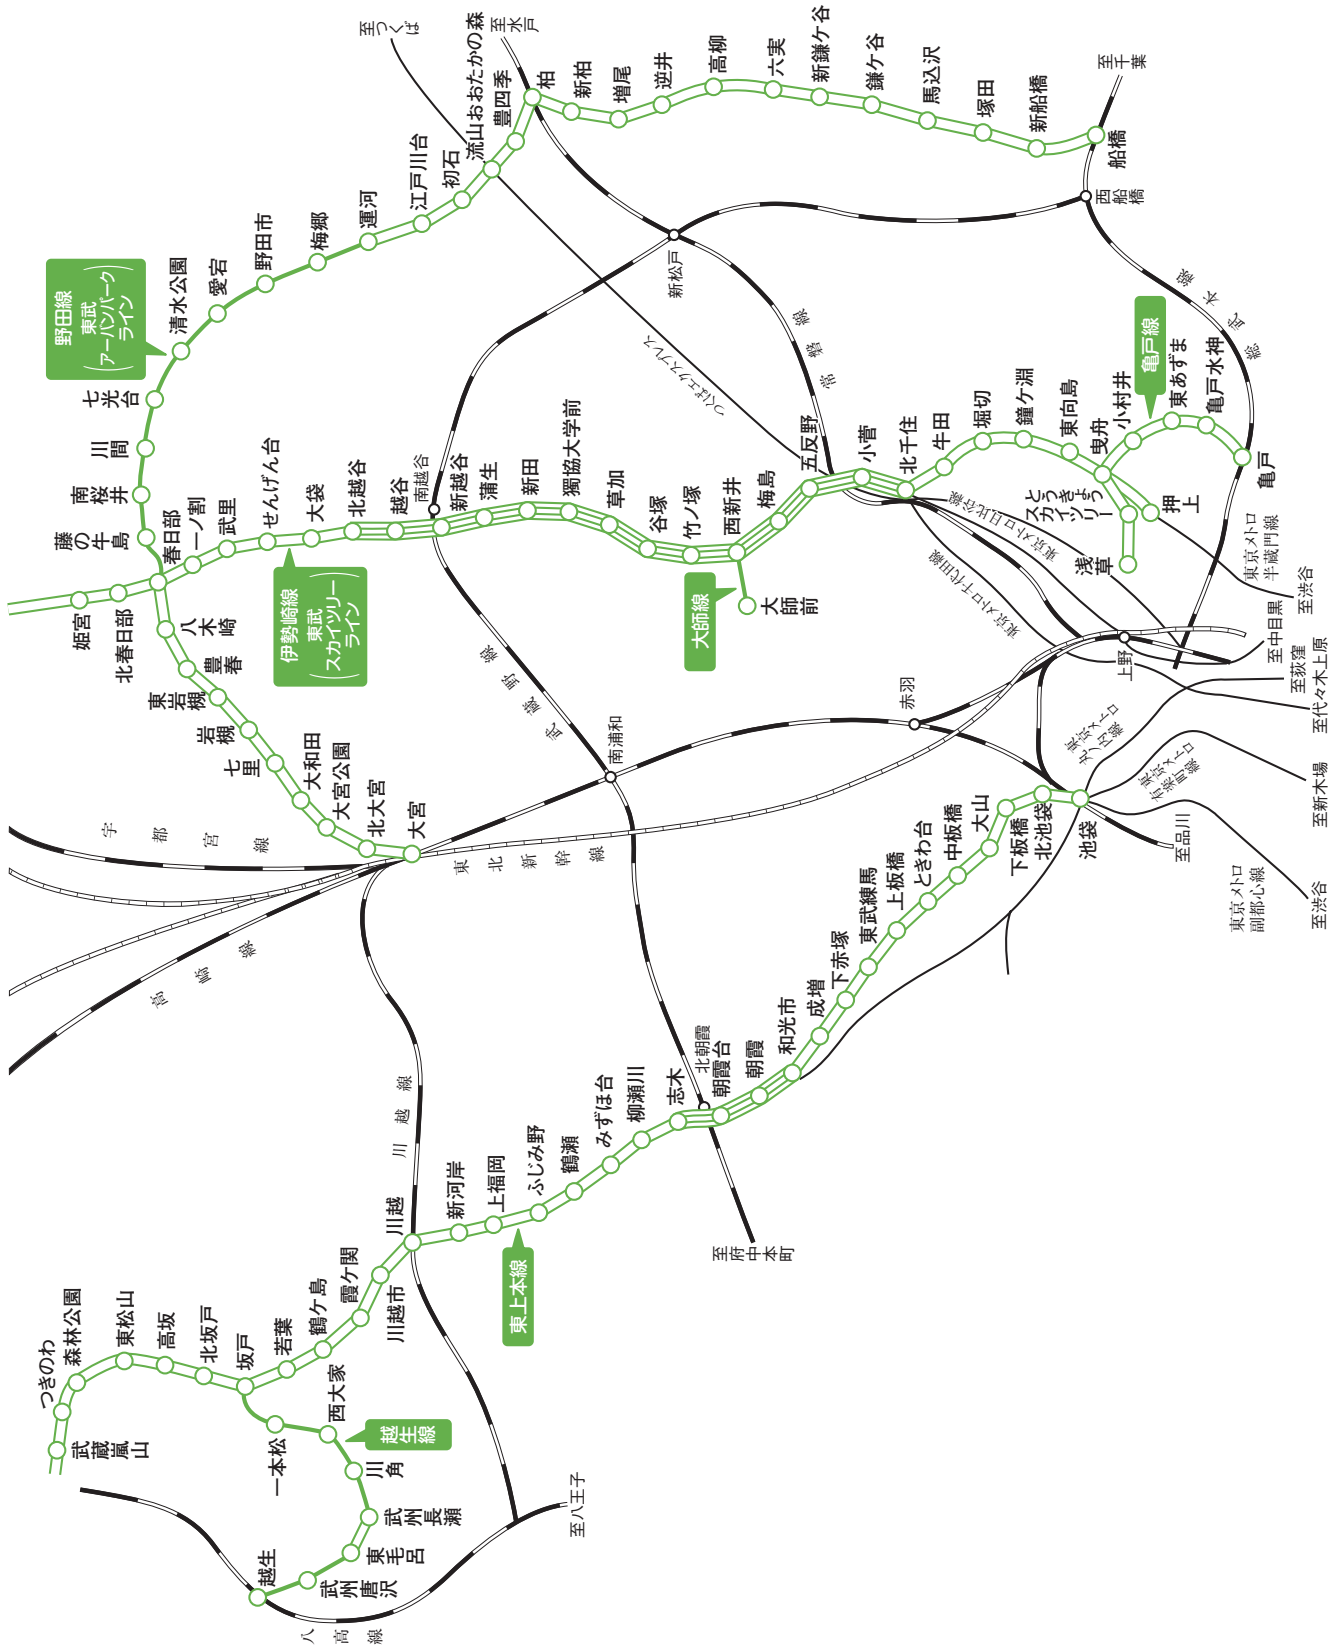 至つくば
至水戸
流山おおたかの森
豊四季
柏
新柏
増尾
逆井
高柳
六実
新鎌ケ谷
鎌ケ谷
馬込沢
塚田
新船橋
船橋
至千葉
西船橋
初石
江戸川台
運河
梅郷
野田市
愛宕
清水公園
野田線
(東武
アーバンパーク
ライン)
七光台
川間
南桜井
藤の牛島
春日部
一ノ割
武里
せんげん台
大袋
北越谷
越谷
南越谷
新越谷
蒲生
新田
獨協大学前
草加
谷塚
竹ノ塚
西新井
梅島
五反野
小菅
北千住
牛田
堀切
鐘ケ淵
東向島
曳舟
小村井
東あずま
亀戸水神
亀戸
亀戸線
とうきょう
スカイツリー
押上
浅草
新松戸
つくばエクスプレス
常磐線
総武本線
東京メトロ日比谷線
東京メトロ千代田線
東京メトロ
半蔵門線
至渋谷
至中目黒
至荻窪
至代々木上原
至新木場
至渋谷
東京メトロ
副都心線
至品川
東京メトロ
丸ノ内線
東京メトロ
有楽町線
大師線
大師前
上野
赤羽
南浦和
武蔵野線
姫宮
北春日部
伊勢崎線
(東武
スカイツリー
ライン)
八木崎
豊春
東岩槻
岩槻
七里
大和田
大宮公園
北大宮
大宮
宇都宮線
東北新幹線
高崎線
川越線
池袋
北池袋
下板橋
大山
中板橋
ときわ台
上板橋
東武練馬
下赤塚
成増
和光市
朝霞
北朝霞
朝霞台
志木
柳瀬川
みずほ台
鶴瀬
ふじみ野
上福岡
新河岸
川越
東上本線
至府中本町
川越市
霞ケ関
鶴ケ島
若葉
坂戸
北坂戸
高坂
東松山
森林公園
つきのわ
武蔵嵐山
一本松
西大家
越生線
川角
武州長瀬
東毛呂
武州唐沢
越生
八高線
至八王子